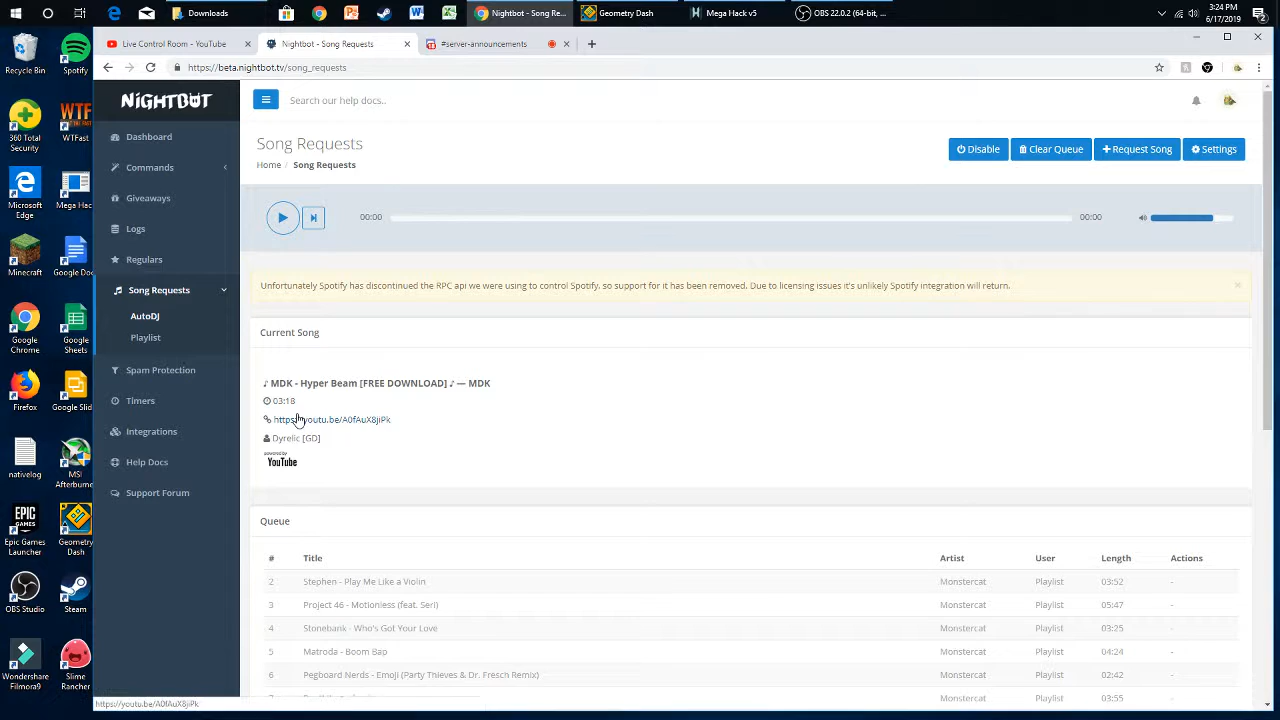 Downloads
Nightbot - Song Re...
Geometry Dash
Mega Hack v5
OBS 22.0.2 (64-bit, ...
3:24 PM
6/17/2019
Recycle Bin
Spotify
360 Total Security
WTFast
Microsoft Edge
Mega Hac
Minecraft
Google Doc
Google Chrome
Google Sheets
Firefox
Google Slid
nativelog
MSI Afterburne
Epic Games Launcher
Geometry Dash
OBS Studio
Steam
Wondershare Filmora9
Slime Rancher
Live Control Room - YouTube
Nightbot - Song Requests
#server-announcements
https://beta.nightbot.tv/song_requests
NIGHTBOT
Search our help docs..
Dashboard
Commands
Giveaways
Logs
Regulars
Song Requests
AutoDJ
Playlist
Spam Protection
Timers
Integrations
Help Docs
Support Forum
Song Requests
Home / Song Requests
Disable
Clear Queue
Request Song
Settings
00:00
00:00
Unfortunately Spotify has discontinued the RPC api we were using to control Spotify, so support for it has been removed. Due to licensing issues it's unlikely Spotify integration will return.
Current Song
♪ MDK - Hyper Beam [FREE DOWNLOAD] ♪ — MDK
03:18
https://youtu.be/A0fAuX8jiPk
Dyrelic [GD]
powered by
YouTube
Queue
# Title Artist User Length Actions
2 Stephen - Play Me Like a Violin Monstercat Playlist 03:52 -
3 Project 46 - Motionless (feat. Seri) Monstercat Playlist 05:47 -
4 Stonebank - Who's Got Your Love Monstercat Playlist 03:25 -
5 Matroda - Boom Bap Monstercat Playlist 04:24 -
6 Pegboard Nerds - Emoji (Party Thieves & Dr. Fresch Remix) Monstercat Playlist 02:42 -
Monstercat Playlist 03:55 -
https://youtu.be/A0fAuX8jiPk